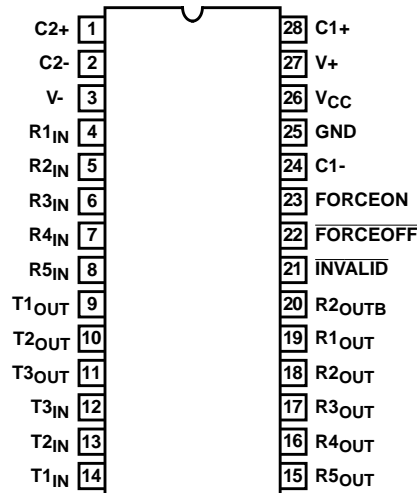 C2+ 1 28 C1+
C2- 2 27 V+
V- 3 26 VCC
R1IN 4 25 GND
R2IN 5 24 C1-
R3IN 6 23 FORCEON
R4IN 7 22 FORCEOFF
R5IN 8 21 INVALID
T1OUT 9 20 R2OUTB
T2OUT 10 19 R1OUT
T3OUT 11 18 R2OUT
T3IN 12 17 R3OUT
T2IN 13 16 R4OUT
T1IN 14 15 R5OUT